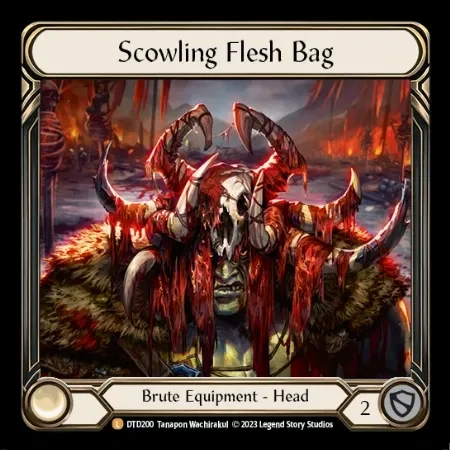 Scowling Flesh Bag
Brute Equipment - Head
2
L DTD200 Tanapon Wachirakul © 2023 Legend Story Studios